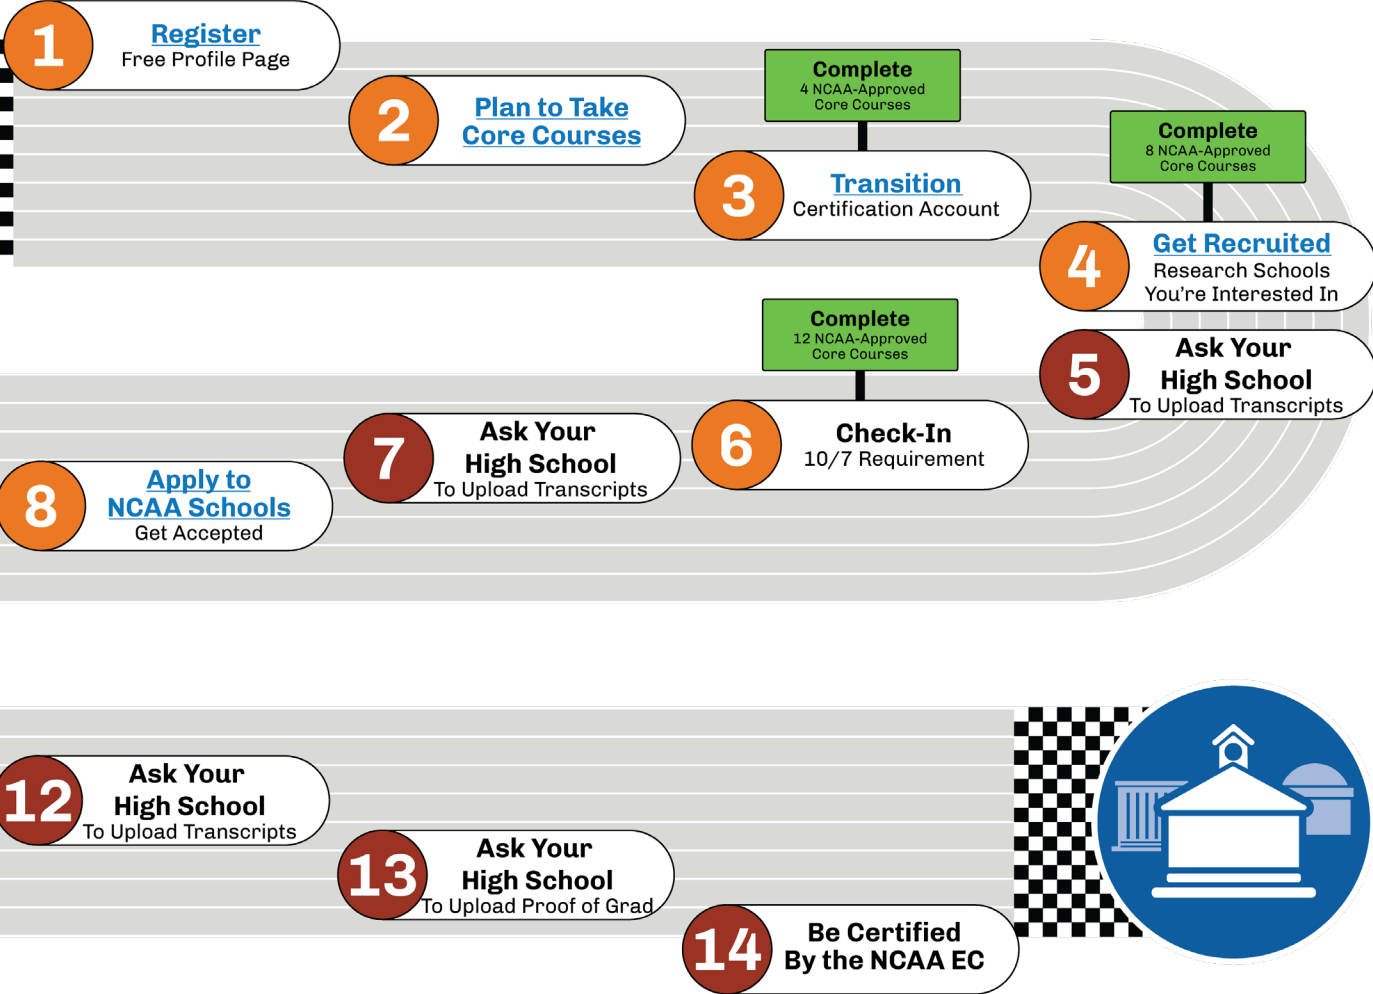 1
Register
Free Profile Page
2
Plan to Take
Core Courses
Complete
4 NCAA-Approved
Core Courses
3
Transition
Certification Account
Complete
8 NCAA-Approved
Core Courses
4
Get Recruited
Research Schools
You're Interested In
5
Ask Your
High School
To Upload Transcripts
Complete
12 NCAA-Approved
Core Courses
6
Check-In
10/7 Requirement
7
Ask Your
High School
To Upload Transcripts
8
Apply to
NCAA Schools
Get Accepted
12
Ask Your
High School
To Upload Transcripts
13
Ask Your
High School
To Upload Proof of Grad
14
Be Certified
By the NCAA EC